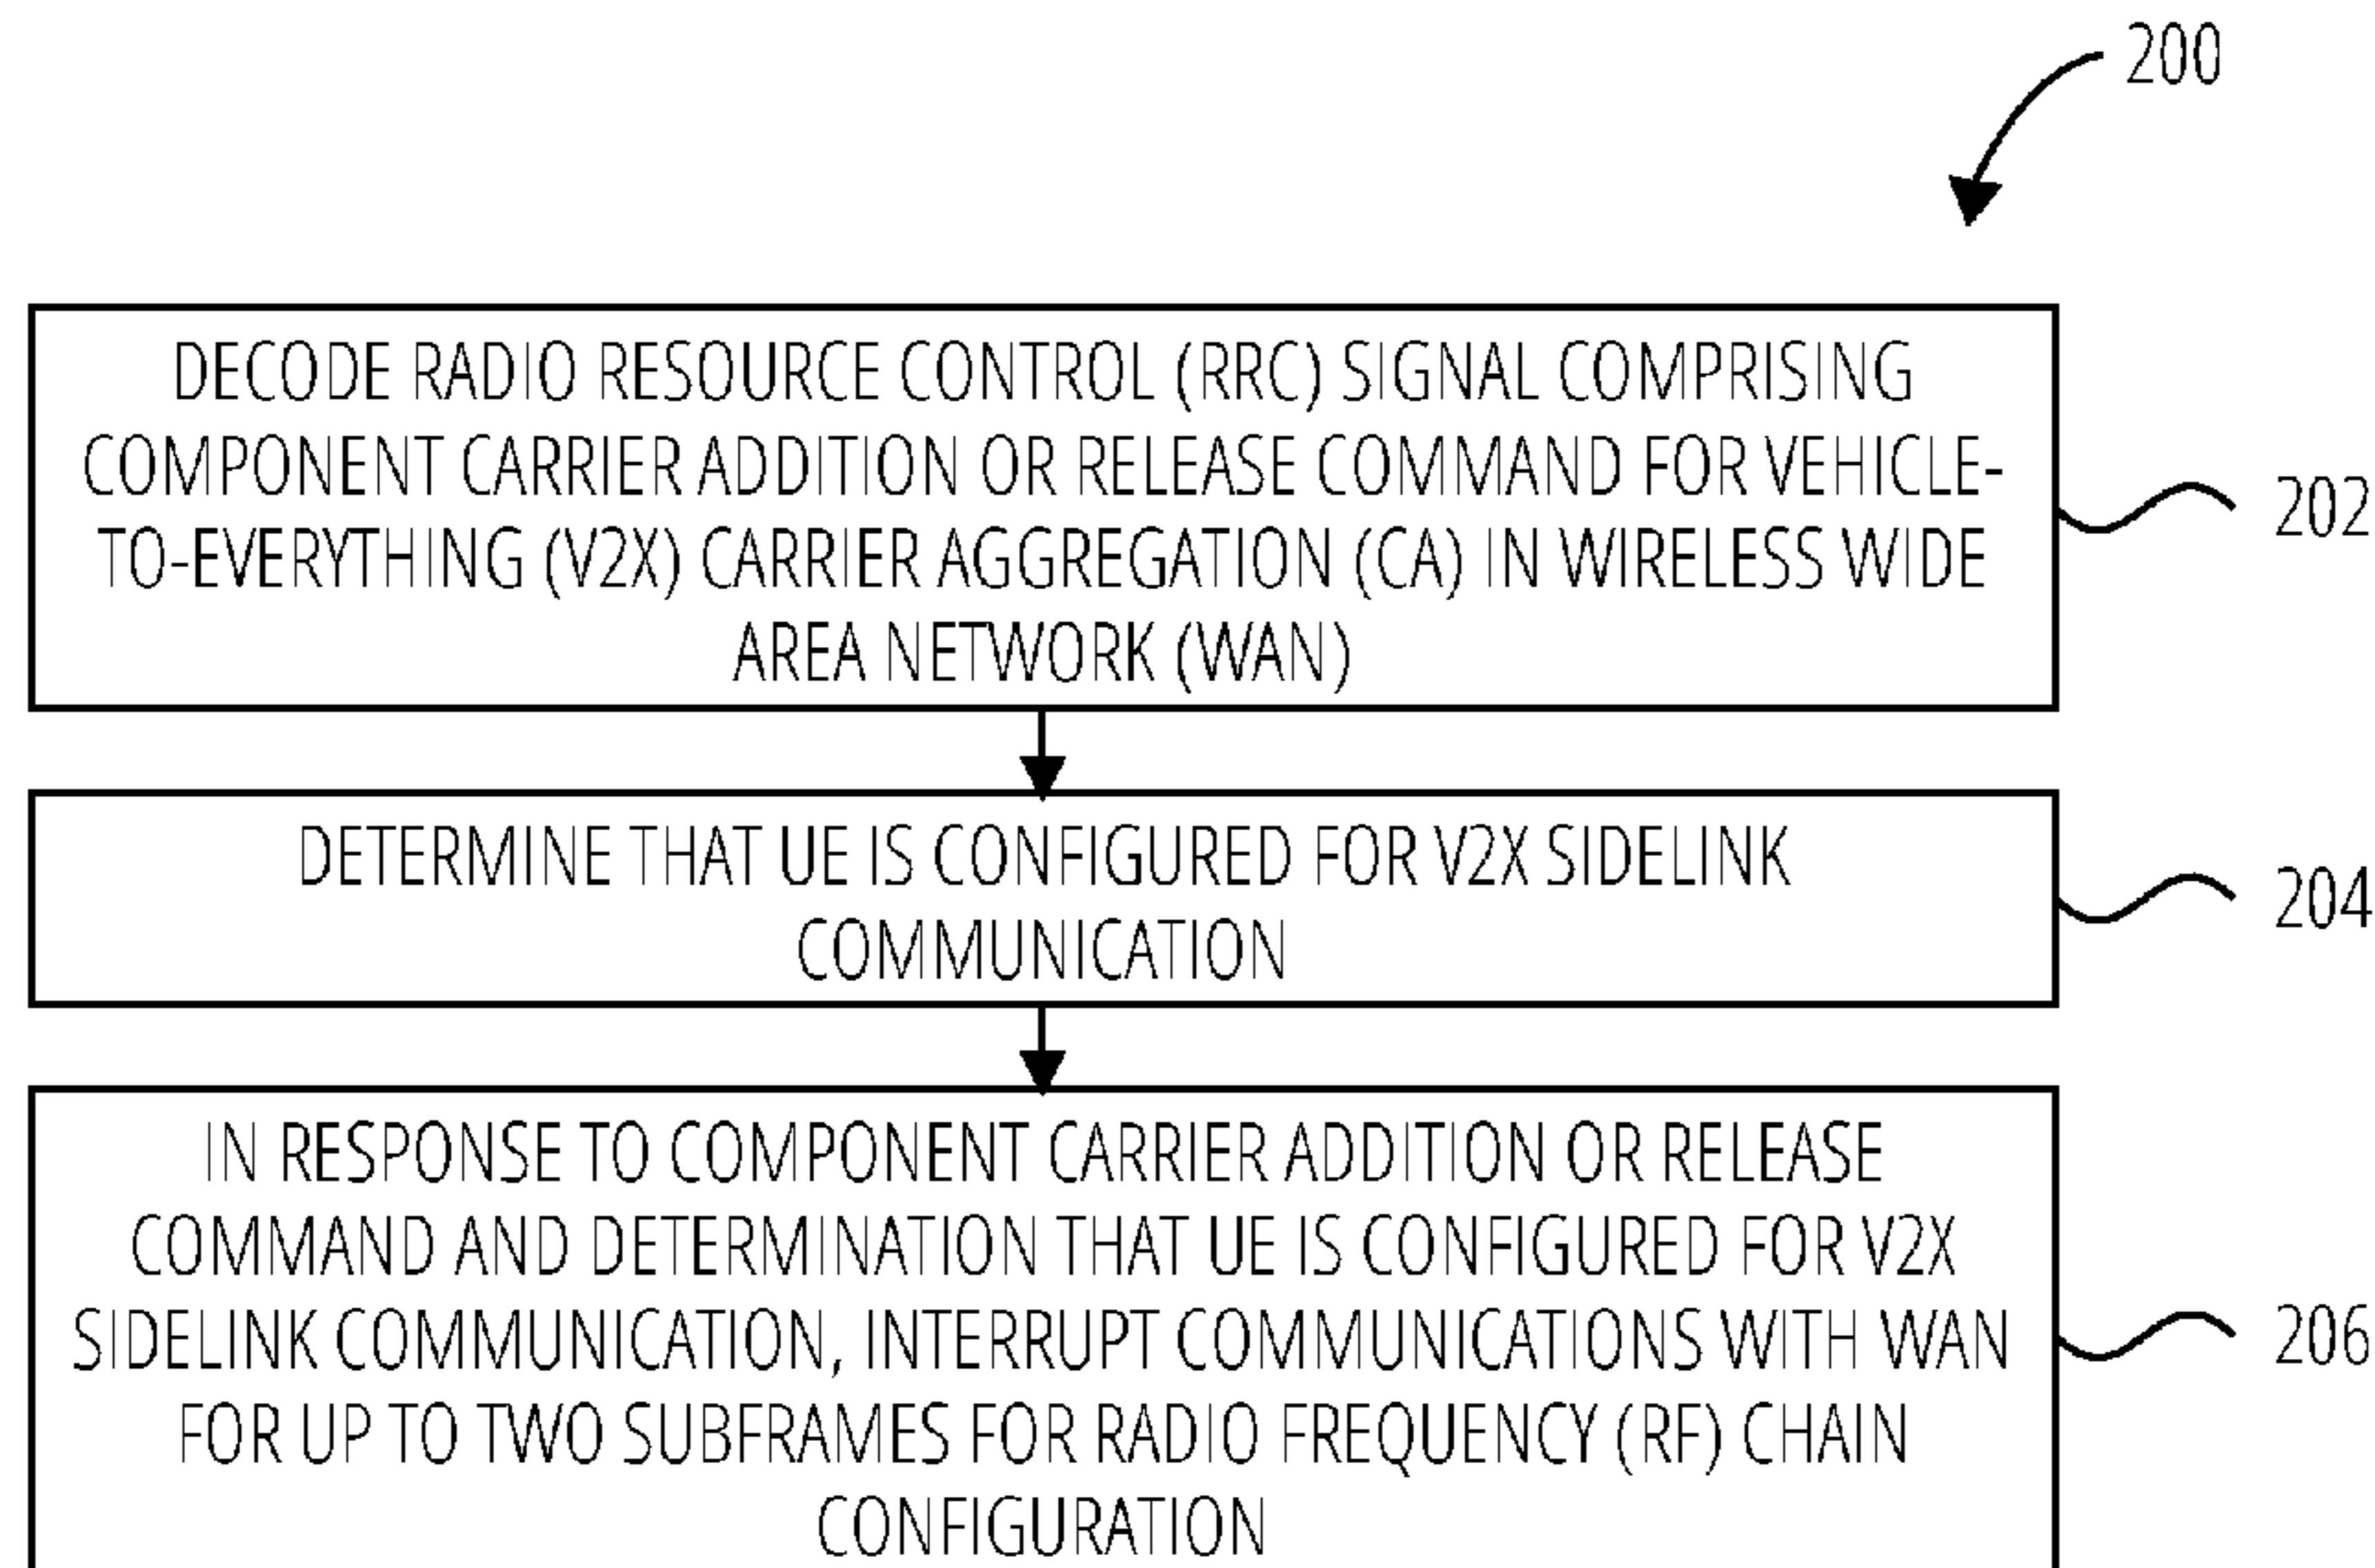 200
DECODE RADIO RESOURCE CONTROL (RRC) SIGNAL COMPRISING
COMPONENT CARRIER ADDITION OR RELEASE COMMAND FOR VEHICLE-
TO-EVERYTHING (V2X) CARRIER AGGREGATION (CA) IN WIRELESS WIDE
AREA NETWORK (WAN)
202
DETERMINE THAT UE IS CONFIGURED FOR V2X SIDELINK
COMMUNICATION
204
IN RESPONSE TO COMPONENT CARRIER ADDITION OR RELEASE
COMMAND AND DETERMINATION THAT UE IS CONFIGURED FOR V2X
SIDELINK COMMUNICATION, INTERRUPT COMMUNICATIONS WITH WAN
FOR UP TO TWO SUBFRAMES FOR RADIO FREQUENCY (RF) CHAIN
CONFIGURATION
206